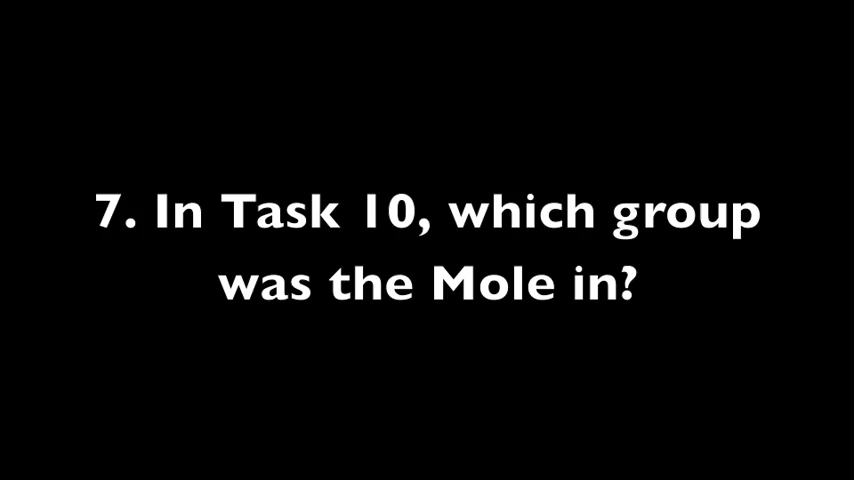 7. In Task 10, which group
was the Mole in?